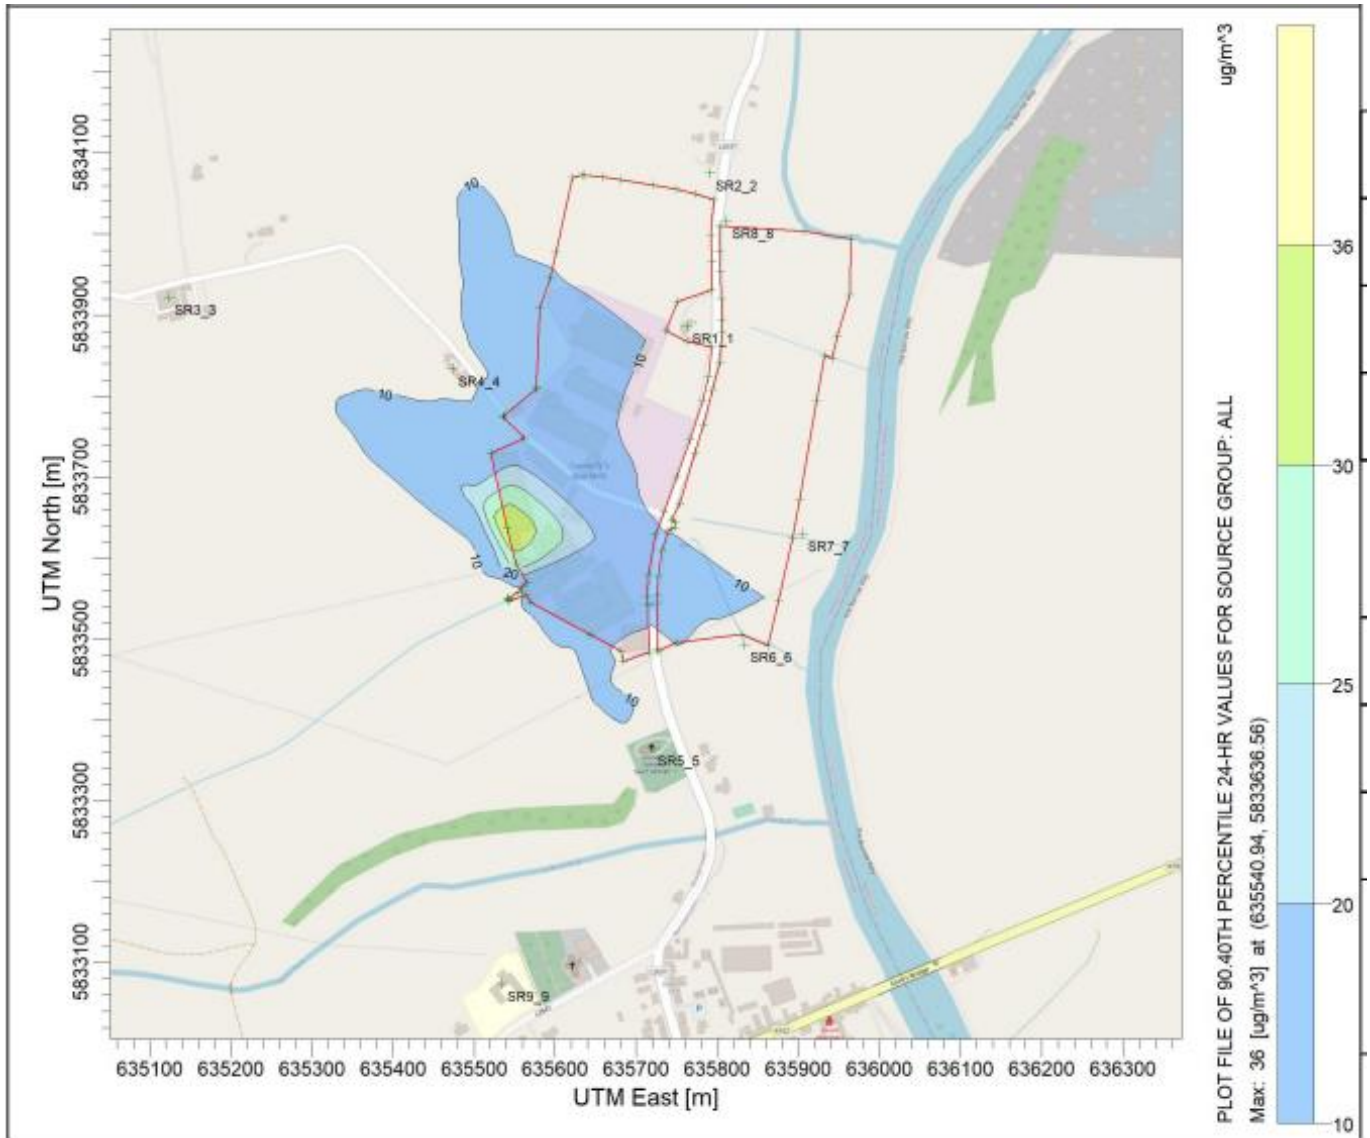 ug/m^3
5834100
5833900
5833700
5833500
5833300
5833100
UTM North [m]
10
SR2_2
SR8_8
SR3_3
SR1_1
10
SR4_4
10
10
20
10
SR7_7
SR6_6
10
SR5_5
SR9_9
635100 635200 635300 635400 635500 635600 635700 635800 635900 636000 636100 636200 636300
UTM East [m]
PLOT FILE OF 90.40TH PERCENTILE 24-HR VALUES FOR SOURCE GROUP: ALL
Max: 36 [ug/m^3] at (635540.94, 5833636.56)
36
30
25
20
10